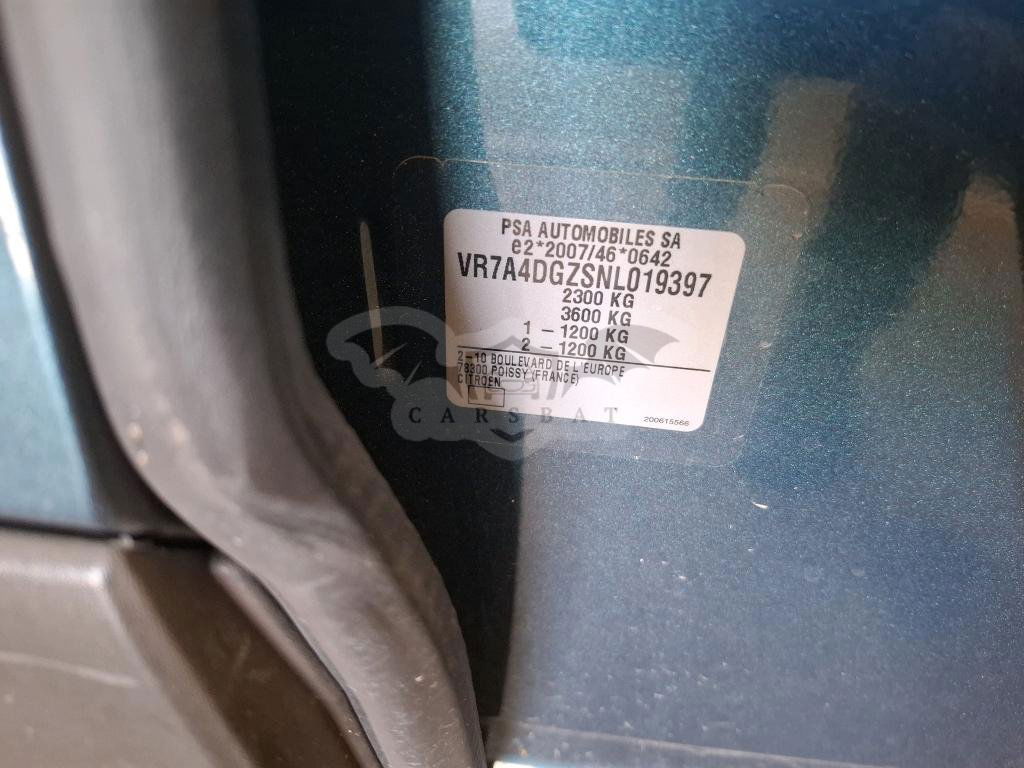 PSA AUTOMOBILES SA
e2*2007/46*0642
VR7A4DGZSNL019397
2300 KG
3600 KG
1 – 1200 KG
2 – 1200 KG
2–10 BOULEVARD DE L'EUROPE
78300 POISSY (FRANCE)
CITROEN
CARSBAT
200615566